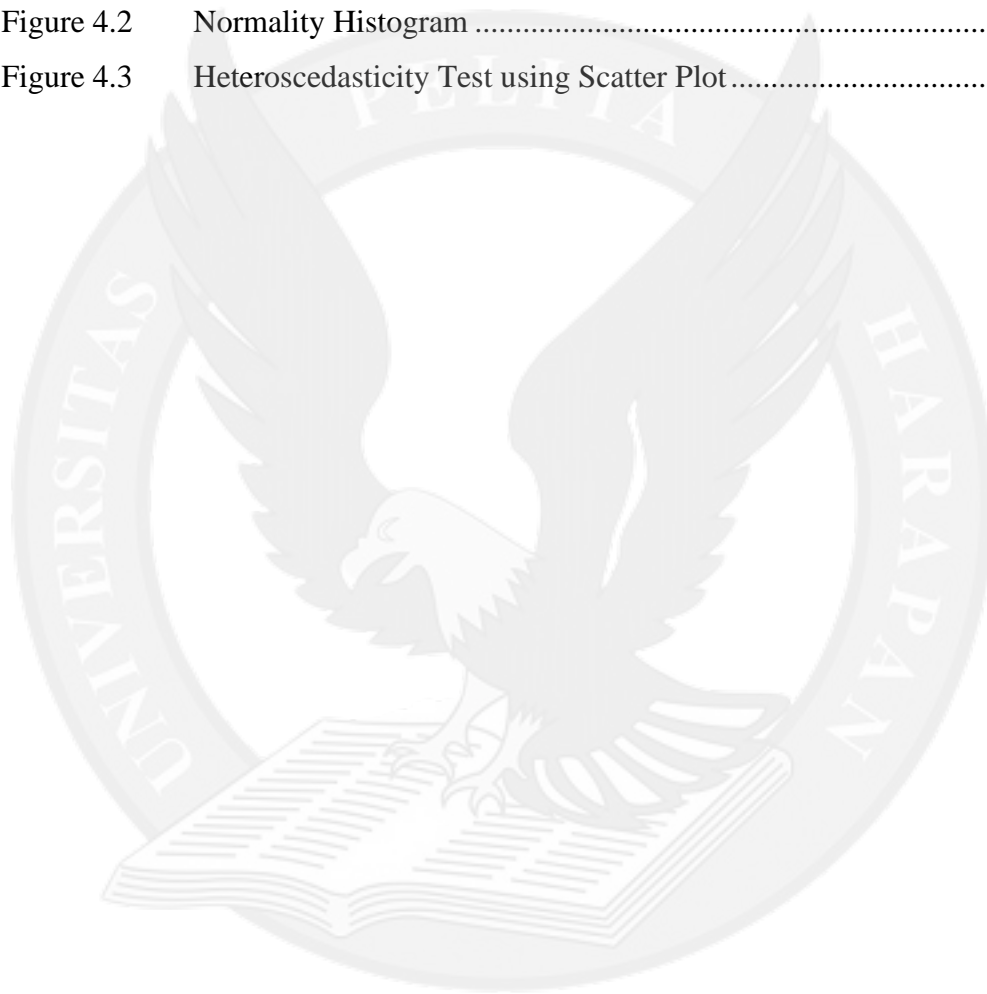 Figure 4.2 Normality Histogram ................................................................
Figure 4.3 Heteroscedasticity Test using Scatter Plot ................................
UNIVERSITAS PELITA HARAPAN